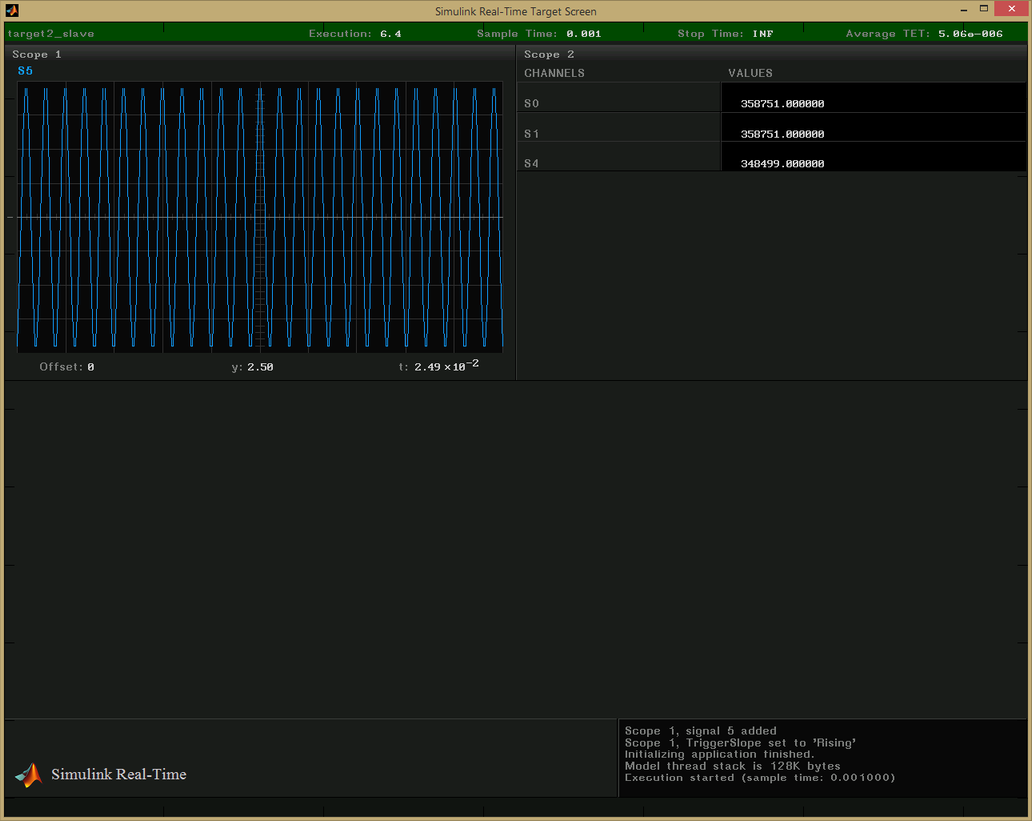 Simulink Real-Time Target Screen
target2_slave Execution: 6.4 Sample Time: 0.001 Stop Time: INF Average TET: 5.06e-006
Scope 1
S5
Offset: 0 y: 2.50 t: 2.49 ×10⁻²
Scope 2
CHANNELS VALUES
S0 358751.000000
S1 358751.000000
S4 348499.000000
Simulink Real-Time
Scope 1, signal 5 added
Scope 1, TriggerSlope set to 'Rising'
Initializing application finished.
Model thread stack is 128K bytes
Execution started (sample time: 0.001000)